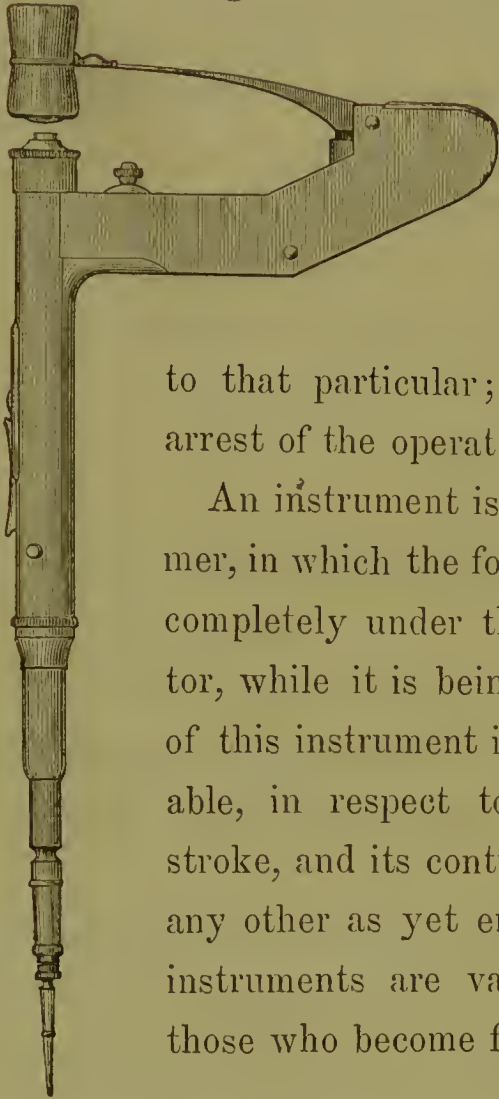 to that particular;
arrest of the operat
An instrument is
mer, in which the fo
completely under th
tor, while it is bein
of this instrument i
able, in respect to
stroke, and its cont
any other as yet e
instruments are va
those who become f